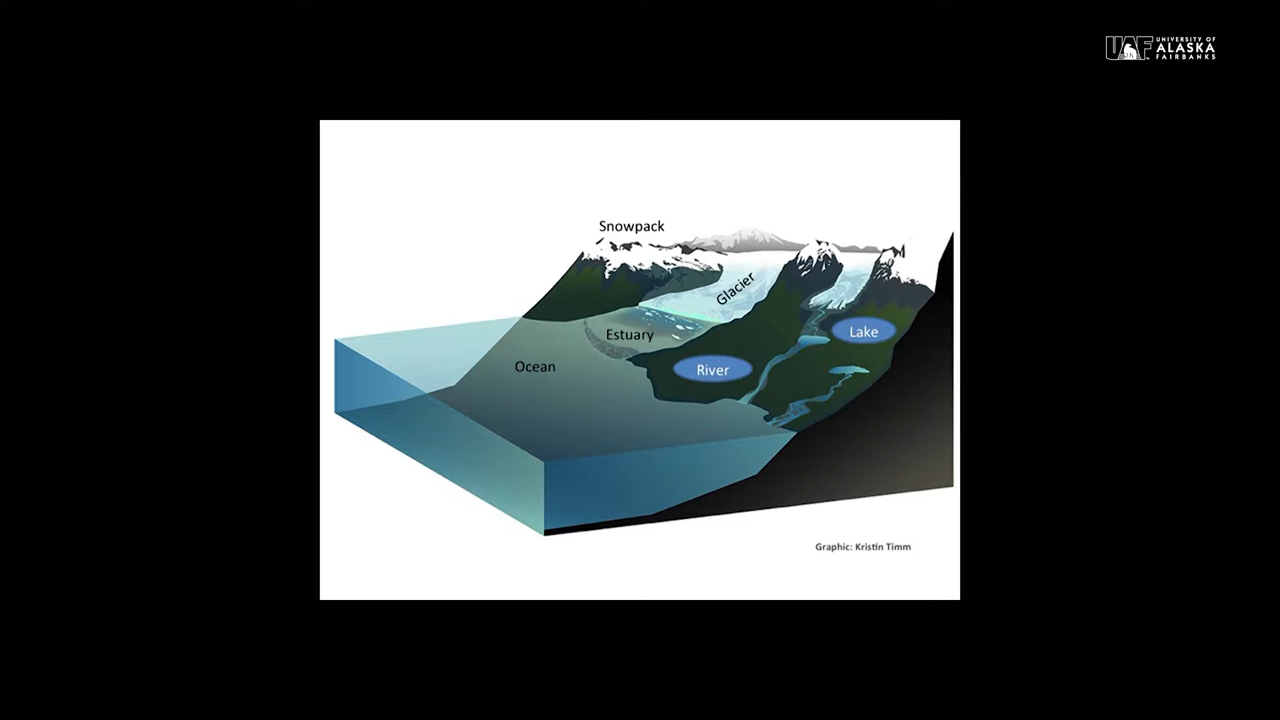 UAF UNIVERSITY OF
ALASKA
FAIRBANKS
Snowpack
Glacier
Lake
Estuary
Ocean
River
Graphic: Kristin Timm